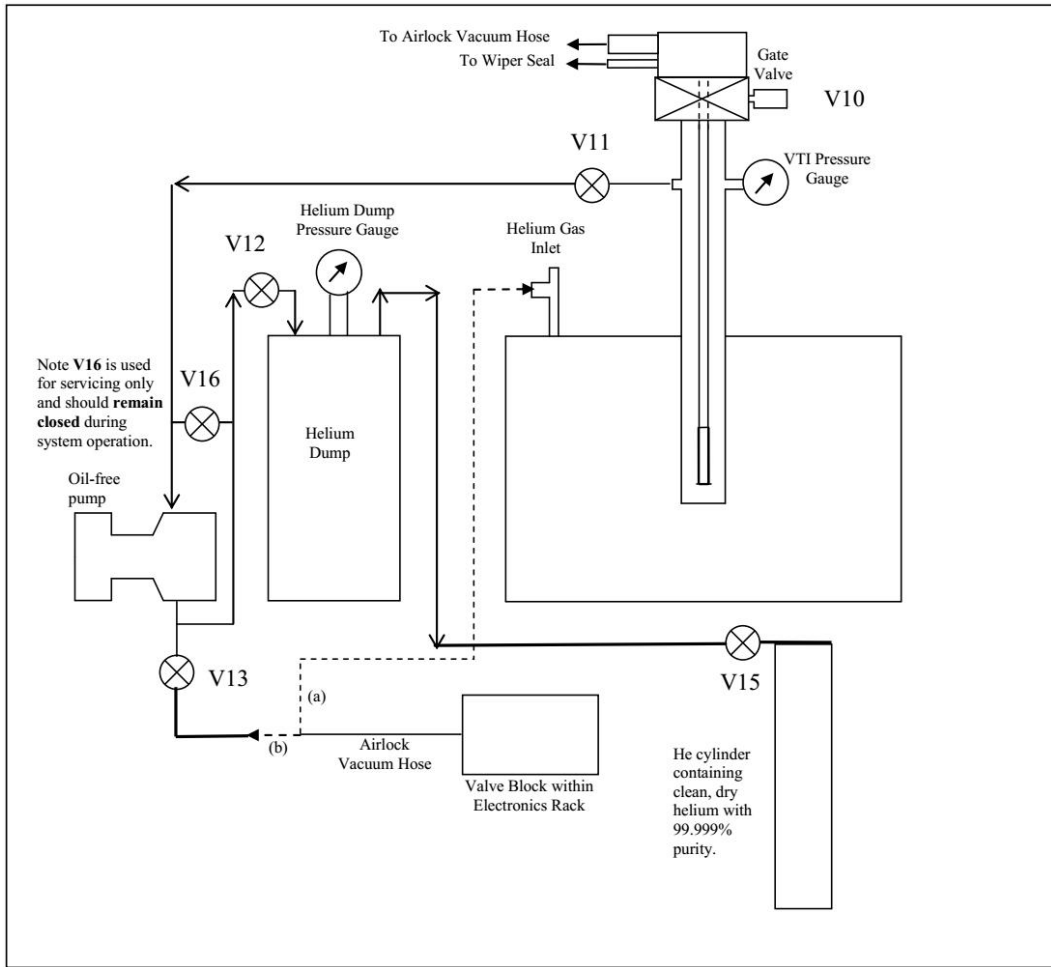 To Airlock Vacuum Hose
To Wiper Seal
Gate
Valve
V10
V11
VTI Pressure
Gauge
Helium Dump
Pressure Gauge
Helium Gas
Inlet
V12
Note V16 is used
for servicing only
and should remain
closed during
system operation.
V16
Helium
Dump
Oil-free
pump
V13
V15
(a)
(b)
Airlock
Vacuum Hose
Valve Block within
Electronics Rack
He cylinder
containing
clean, dry
helium with
99.999%
purity.